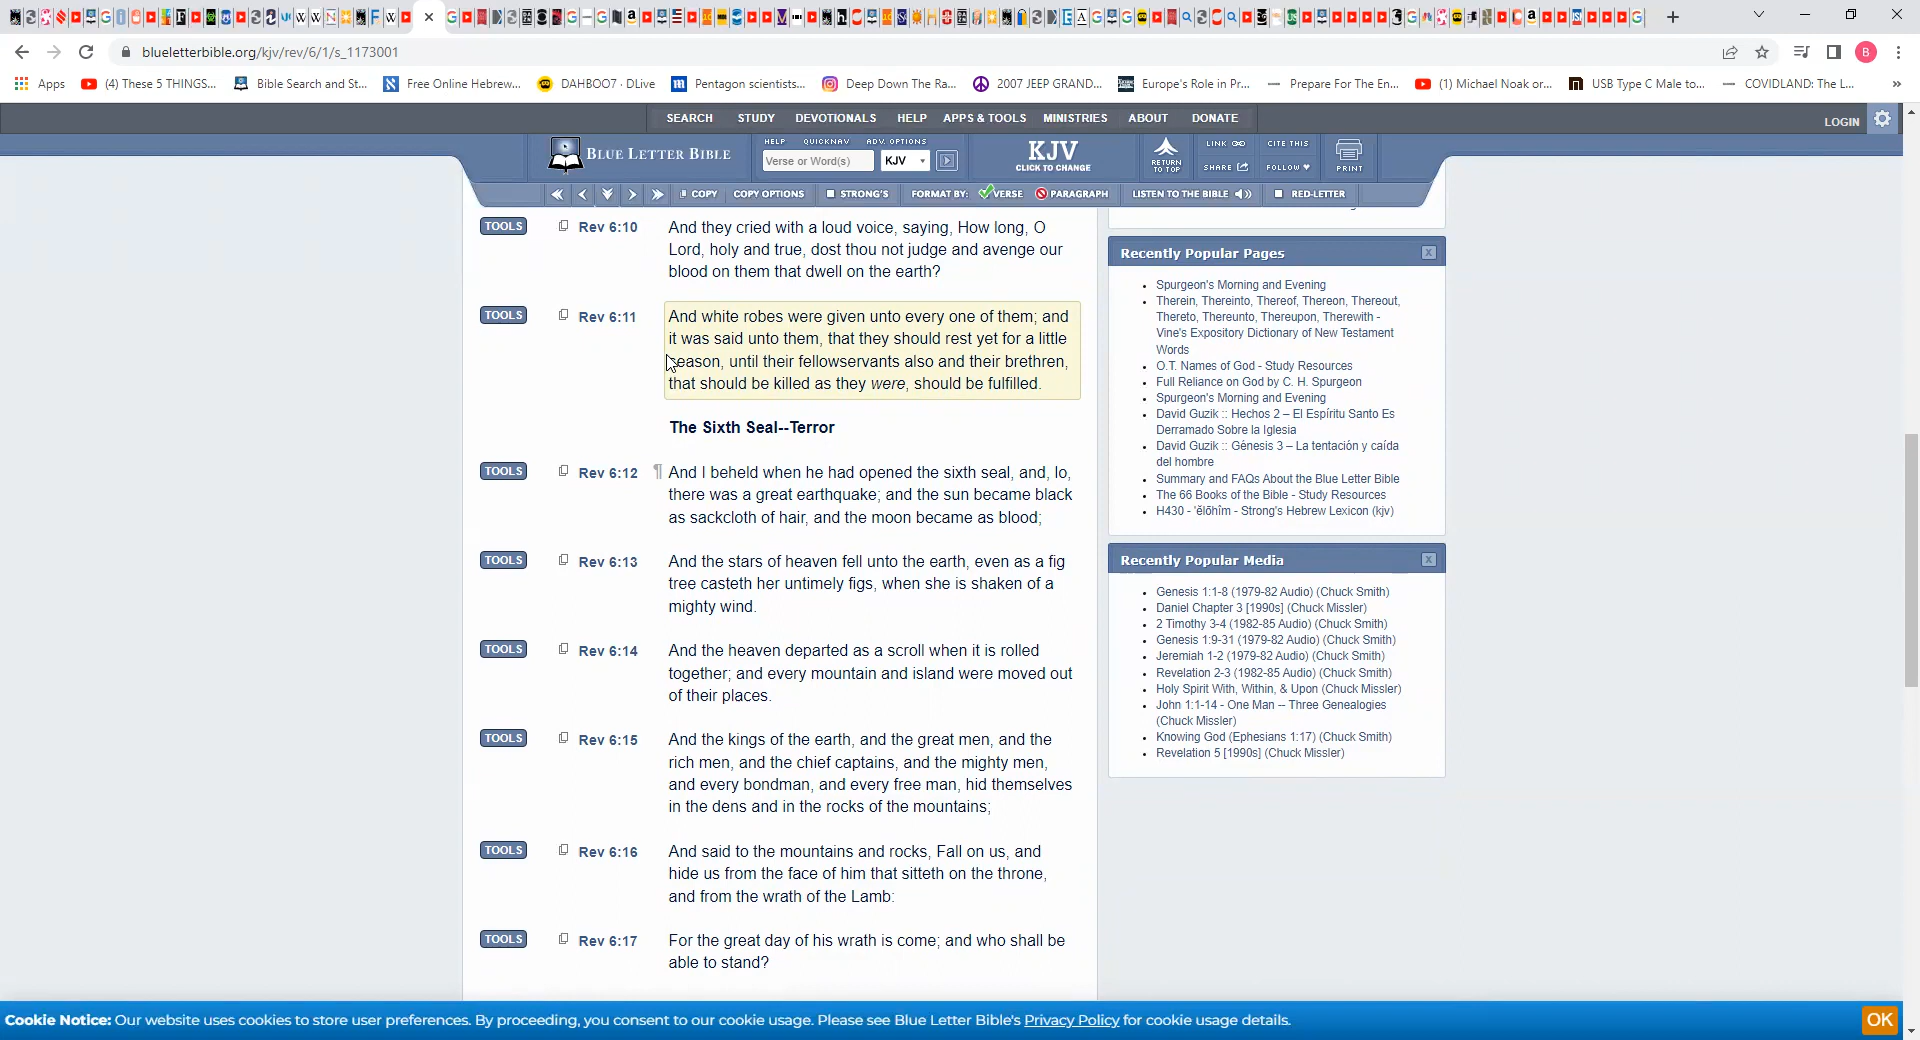 blueletterbible.org/kjv/rev/6/1/s_1173001
B
Apps
(4) These 5 THINGS...
Bible Search and St...
Free Online Hebrew...
DAHBOO7 · DLive
Pentagon scientists...
Deep Down The Ra...
2007 JEEP GRAND...
Europe's Role in Pr...
Prepare For The En...
(1) Michael Noak or...
USB Type C Male to...
COVIDLAND: The L...
»
SEARCH STUDY DEVOTIONALS HELP APPS & TOOLS MINISTRIES ABOUT DONATE
LOGIN
BLUE LETTER BIBLE
HELP QUICKNAV ADV. OPTIONS
Verse or Word(s)
KJV
KJV
CLICK TO CHANGE
RETURN
TO TOP
LINK
CITE THIS
SHARE
FOLLOW
PRINT
COPY COPY OPTIONS STRONG'S FORMAT BY: VERSE PARAGRAPH LISTEN TO THE BIBLE RED-LETTER
TOOLS Rev 6:10 And they cried with a loud voice, saying, How long, O
Lord, holy and true, dost thou not judge and avenge our
blood on them that dwell on the earth?
TOOLS Rev 6:11 And white robes were given unto every one of them; and
it was said unto them, that they should rest yet for a little
season, until their fellowservants also and their brethren,
that should be killed as they were, should be fulfilled.
The Sixth Seal--Terror
TOOLS Rev 6:12 ¶ And I beheld when he had opened the sixth seal, and, lo,
there was a great earthquake; and the sun became black
as sackcloth of hair, and the moon became as blood;
TOOLS Rev 6:13 And the stars of heaven fell unto the earth, even as a fig
tree casteth her untimely figs, when she is shaken of a
mighty wind.
TOOLS Rev 6:14 And the heaven departed as a scroll when it is rolled
together; and every mountain and island were moved out
of their places.
TOOLS Rev 6:15 And the kings of the earth, and the great men, and the
rich men, and the chief captains, and the mighty men,
and every bondman, and every free man, hid themselves
in the dens and in the rocks of the mountains;
TOOLS Rev 6:16 And said to the mountains and rocks, Fall on us, and
hide us from the face of him that sitteth on the throne,
and from the wrath of the Lamb:
TOOLS Rev 6:17 For the great day of his wrath is come; and who shall be
able to stand?
Recently Popular Pages
Spurgeon's Morning and Evening
Therein, Thereinto, Thereof, Thereon, Thereout,
Thereto, Thereunto, Thereupon, Therewith -
Vine's Expository Dictionary of New Testament
Words
O.T. Names of God - Study Resources
Full Reliance on God by C. H. Spurgeon
Spurgeon's Morning and Evening
David Guzik :: Hechos 2 – El Espíritu Santo Es
Derramado Sobre la Iglesia
David Guzik :: Génesis 3 – La tentación y caída
del hombre
Summary and FAQs About the Blue Letter Bible
The 66 Books of the Bible - Study Resources
H430 - 'ĕlōhîm - Strong's Hebrew Lexicon (kjv)
Recently Popular Media
Genesis 1:1-8 (1979-82 Audio) (Chuck Smith)
Daniel Chapter 3 [1990s] (Chuck Missler)
2 Timothy 3-4 (1982-85 Audio) (Chuck Smith)
Genesis 1:9-31 (1979-82 Audio) (Chuck Smith)
Jeremiah 1-2 (1979-82 Audio) (Chuck Smith)
Revelation 2-3 (1982-85 Audio) (Chuck Smith)
Holy Spirit With, Within, & Upon (Chuck Missler)
John 1:1-14 - One Man -- Three Genealogies
(Chuck Missler)
Knowing God (Ephesians 1:17) (Chuck Smith)
Revelation 5 [1990s] (Chuck Missler)
Cookie Notice: Our website uses cookies to store user preferences. By proceeding, you consent to our cookie usage. Please see Blue Letter Bible's Privacy Policy for cookie usage details.
OK